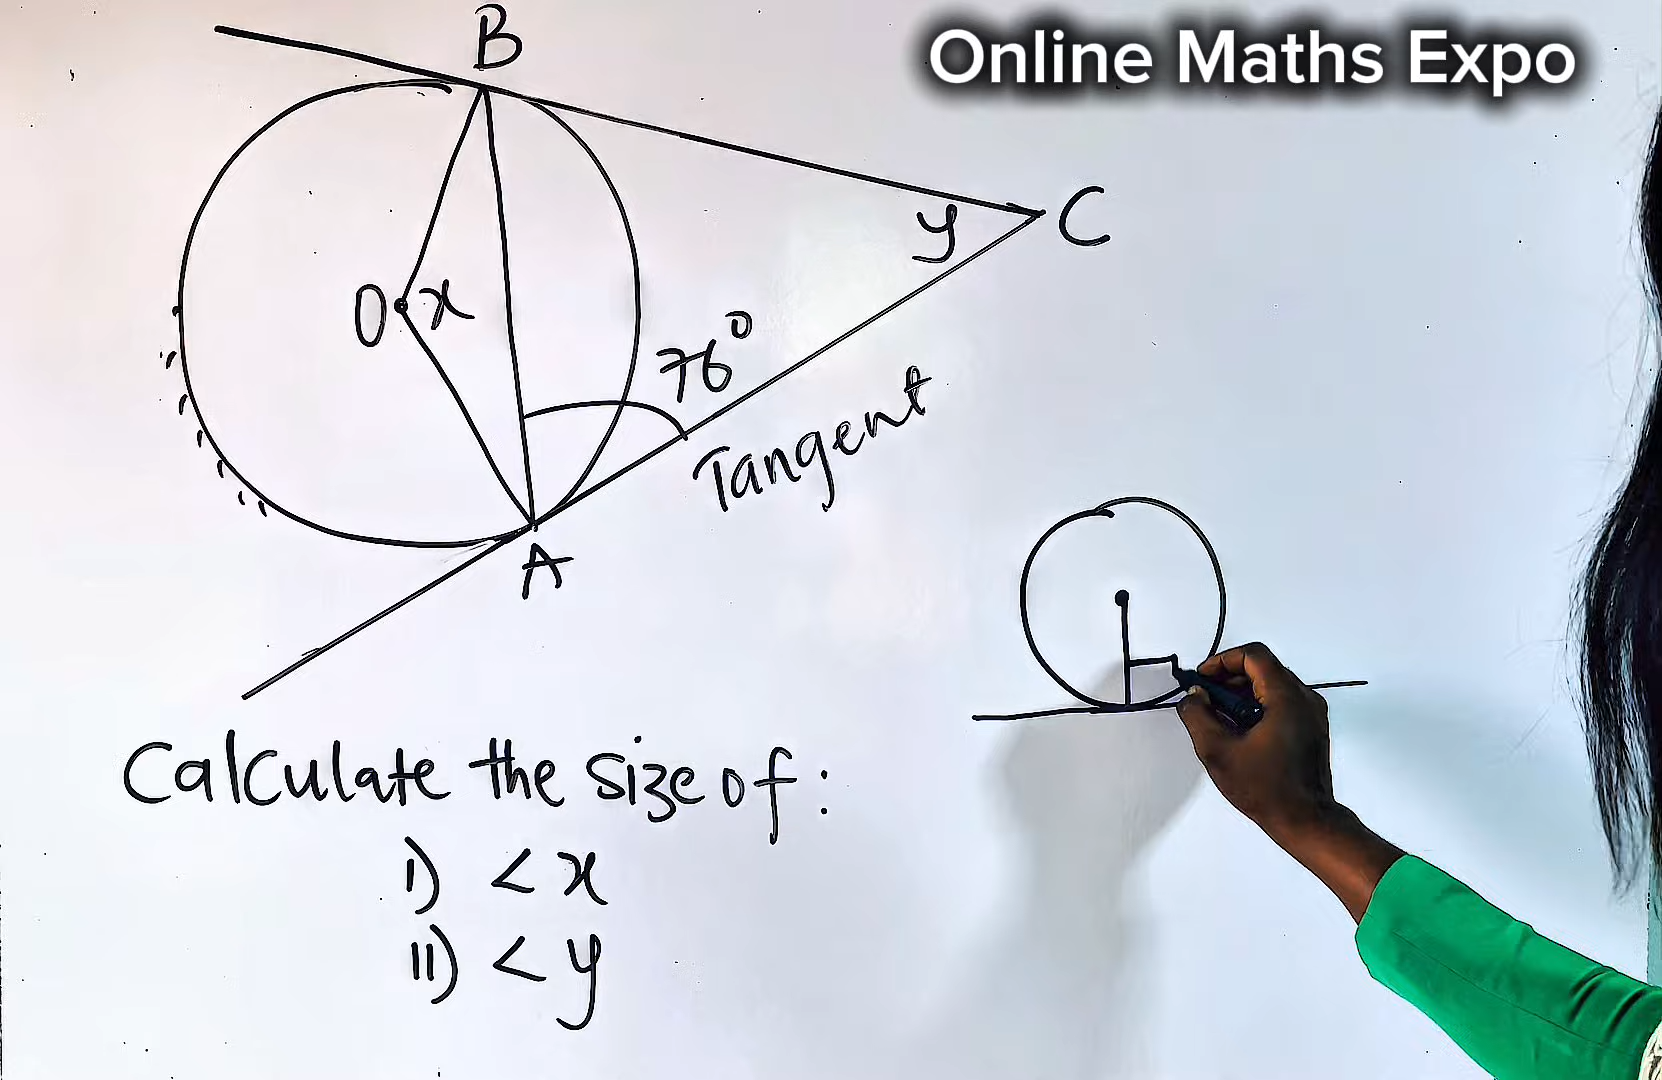 Online Maths Expo
B
C
y
O x
76°
Tangent
A
Calculate the size of:
i) < x
ii) < y